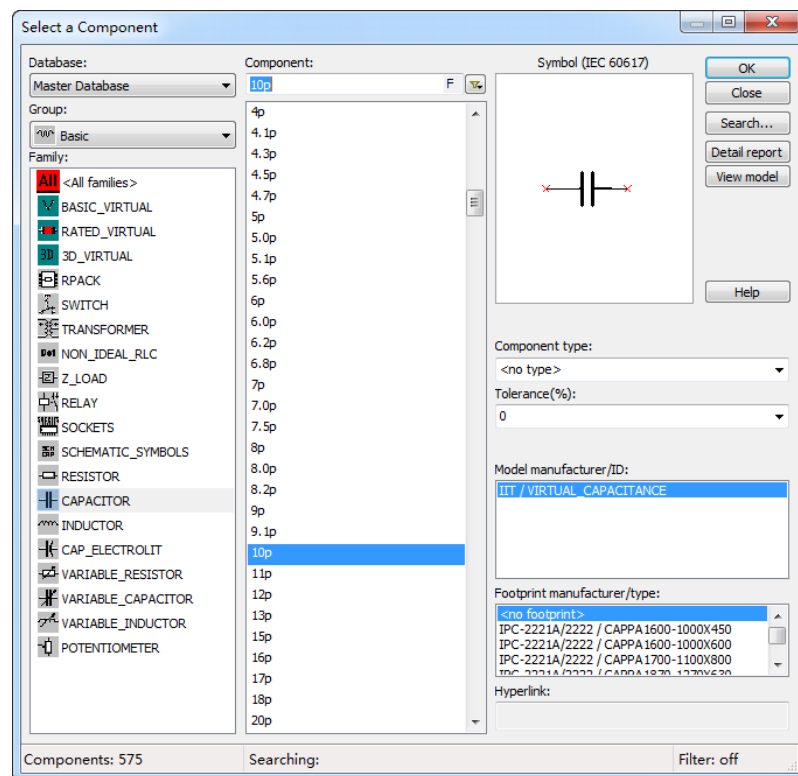 Select a Component
Database:
Master Database
Group:
Basic
Family:
All <All families>
BASIC_VIRTUAL
RATED_VIRTUAL
3D 3D_VIRTUAL
RPACK
SWITCH
TRANSFORMER
NON_IDEAL_RLC
Z Z_LOAD
RELAY
SOCKETS
SCHEMATIC_SYMBOLS
RESISTOR
CAPACITOR
INDUCTOR
CAP_ELECTROLIT
VARIABLE_RESISTOR
VARIABLE_CAPACITOR
VARIABLE_INDUCTOR
POTENTIOMETER
Component:
10p F
4p
4.1p
4.3p
4.5p
4.7p
5p
5.0p
5.1p
5.6p
6p
6.0p
6.2p
6.8p
7p
7.0p
7.5p
8p
8.0p
8.2p
9p
9.1p
10p
11p
12p
13p
15p
16p
17p
18p
20p
Symbol (IEC 60617)
OK
Close
Search...
Detail report
View model
Help
Component type:
<no type>
Tolerance(%):
0
Model manufacturer/ID:
IIT / VIRTUAL_CAPACITANCE
Footprint manufacturer/type:
<no footprint>
IPC-2221A/2222 / CAPPA1600-1000X450
IPC-2221A/2222 / CAPPA1600-1000X600
IPC-2221A/2222 / CAPPA1700-1100X800
IPC-2221A/2222 / CAPPA1870-1270X630
Hyperlink:
Components: 575
Searching:
Filter: off